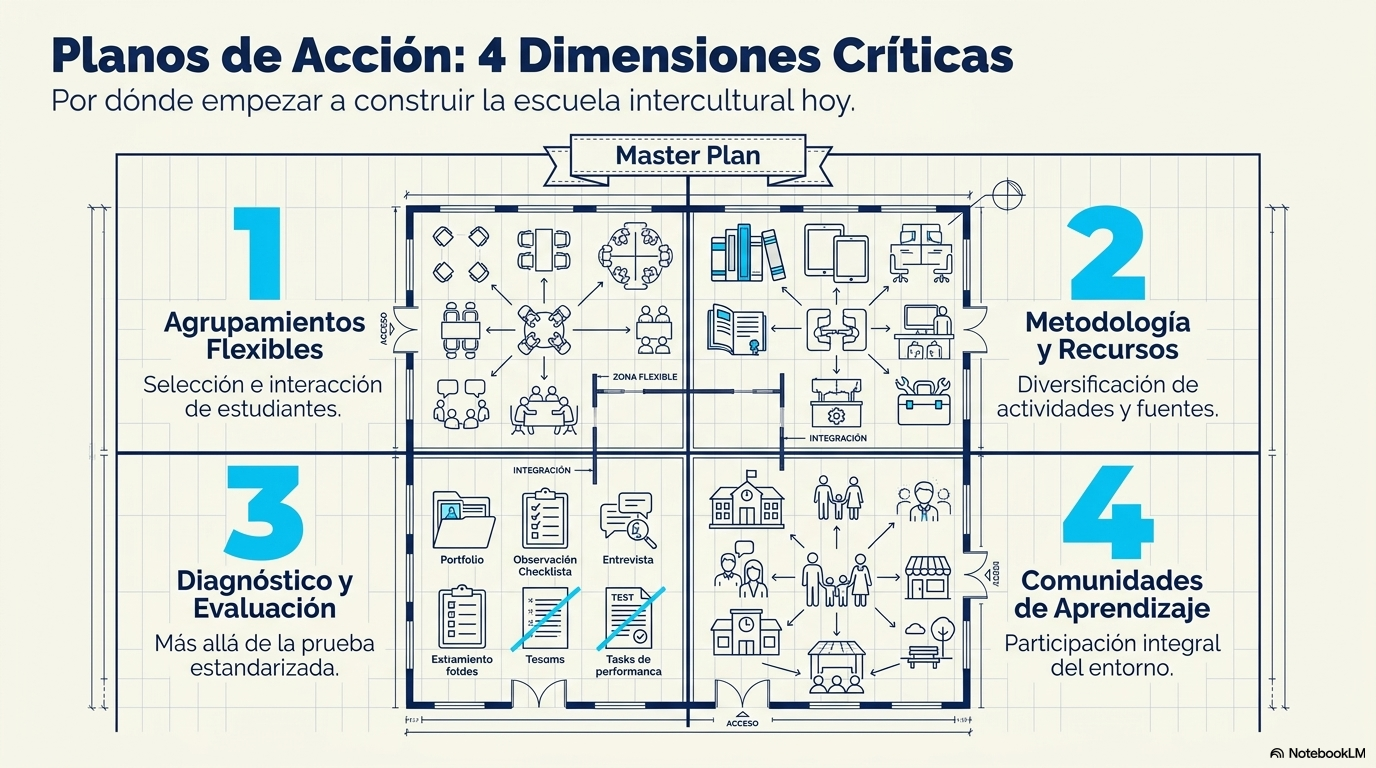 Planos de Acción: 4 Dimensiones Críticas
Por dónde empezar a construir la escuela intercultural hoy.
Master Plan
1
Agrupamientos
Flexibles
Selección e interacción
de estudiantes.
ACCESO
ZONA FLEXIBLE
INTEGRACIÓN
2
Metodología
y Recursos
Diversificación de
actividades y fuentes.
3
Diagnóstico y
Evaluación
Más allá de la prueba
estandarizada.
INTEGRACIÓN
Portfolio
Observación
Checklista
Entrevista
Extiamiento
fotdes
Tesams
TEST
Tasks de
performanca
4
Comunidades
de Aprendizaje
Participación integral
del entorno.
ACCESO
NotebookLM